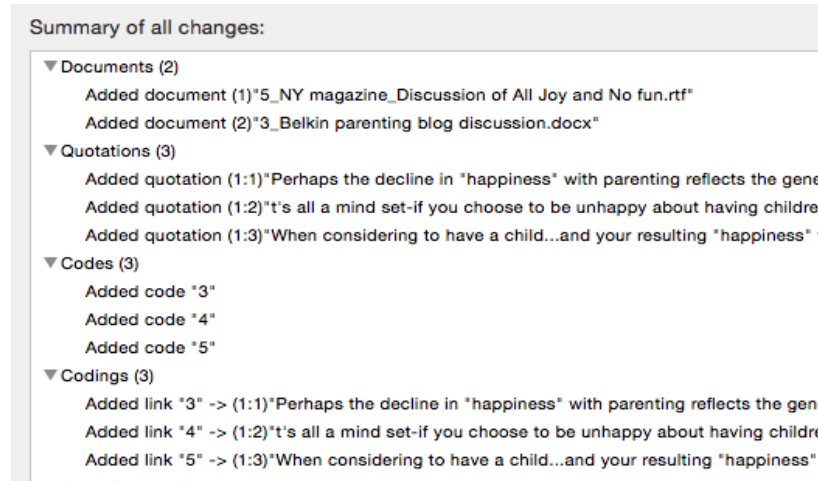 Summary of all changes:
Documents (2)
Added document (1)"5_NY magazine_Discussion of All Joy and No fun.rtf"
Added document (2)"3_Belkin parenting blog discussion.docx"
Quotations (3)
Added quotation (1:1)"Perhaps the decline in "happiness" with parenting reflects the gene
Added quotation (1:2)"t's all a mind set-if you choose to be unhappy about having childre
Added quotation (1:3)"When considering to have a child...and your resulting "happiness"
Codes (3)
Added code "3"
Added code "4"
Added code "5"
Codings (3)
Added link "3" -> (1:1)"Perhaps the decline in "happiness" with parenting reflects the gen
Added link "4" -> (1:2)"t's all a mind set-if you choose to be unhappy about having childre
Added link "5" -> (1:3)"When considering to have a child...and your resulting "happiness"